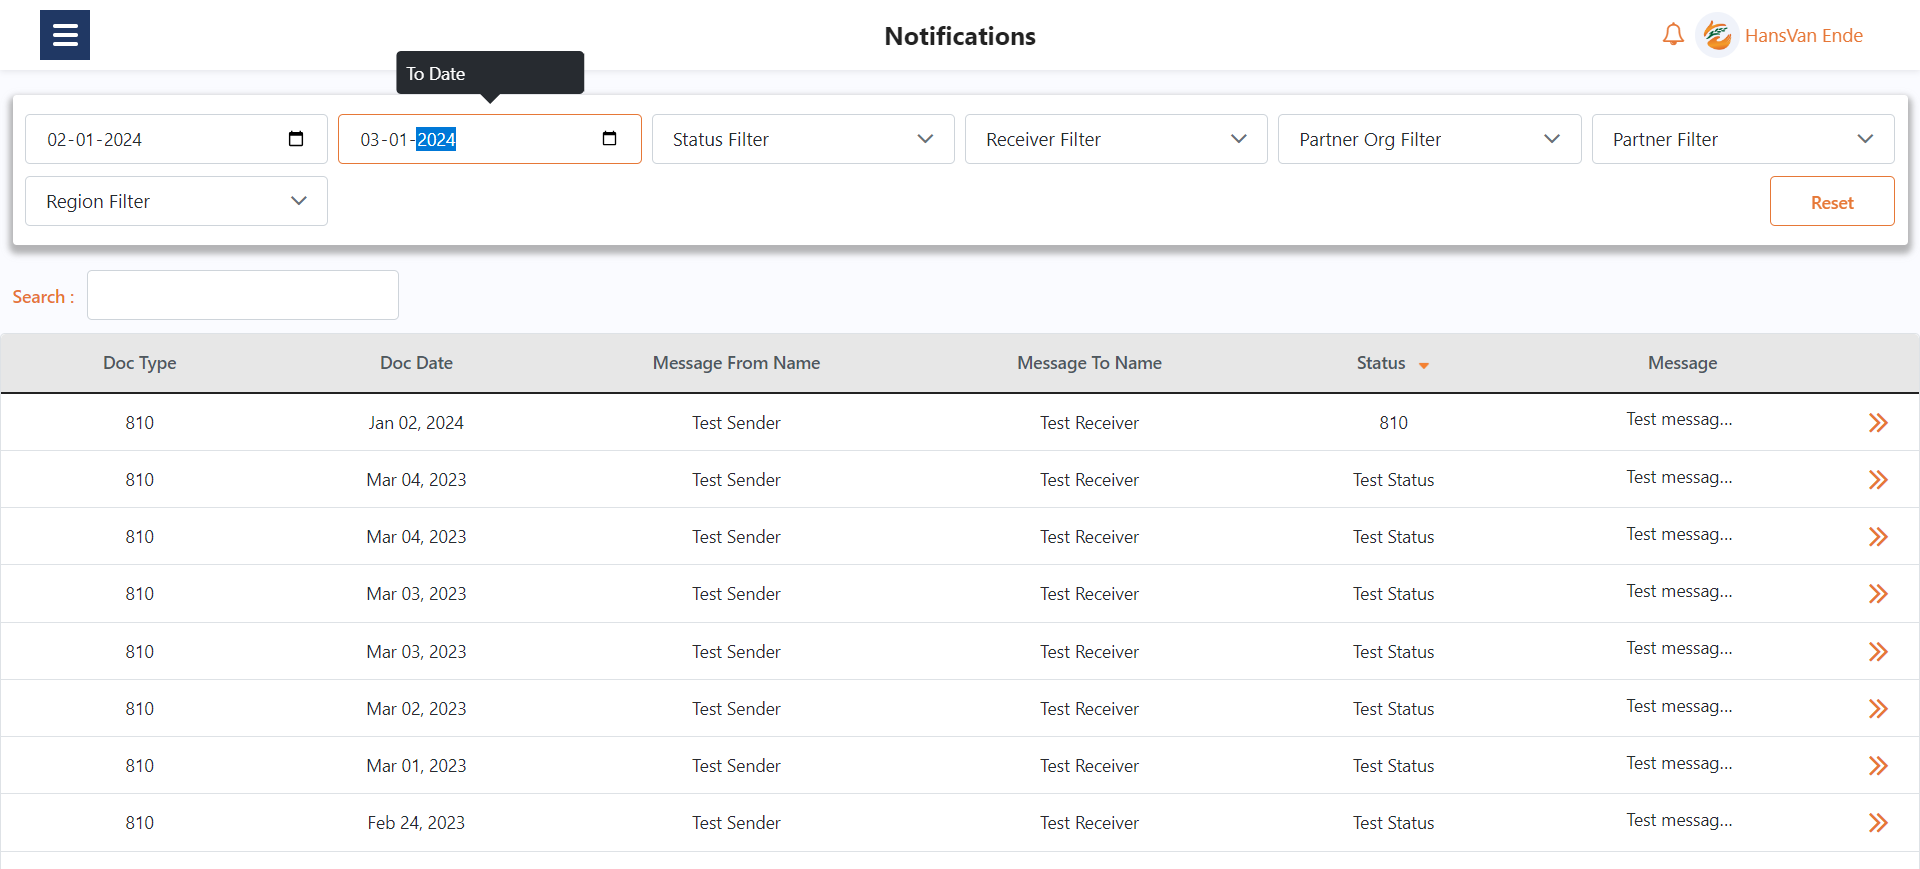 Notifications
HansVan Ende
To Date
02-01-2024
03-01-2024
Status Filter
Receiver Filter
Partner Org Filter
Partner Filter
Region Filter
Reset
Search :
Doc Type Doc Date Message From Name Message To Name Status Message
810 Jan 02, 2024 Test Sender Test Receiver 810 Test messag...
810 Mar 04, 2023 Test Sender Test Receiver Test Status Test messag...
810 Mar 04, 2023 Test Sender Test Receiver Test Status Test messag...
810 Mar 03, 2023 Test Sender Test Receiver Test Status Test messag...
810 Mar 03, 2023 Test Sender Test Receiver Test Status Test messag...
810 Mar 02, 2023 Test Sender Test Receiver Test Status Test messag...
810 Mar 01, 2023 Test Sender Test Receiver Test Status Test messag...
810 Feb 24, 2023 Test Sender Test Receiver Test Status Test messag...